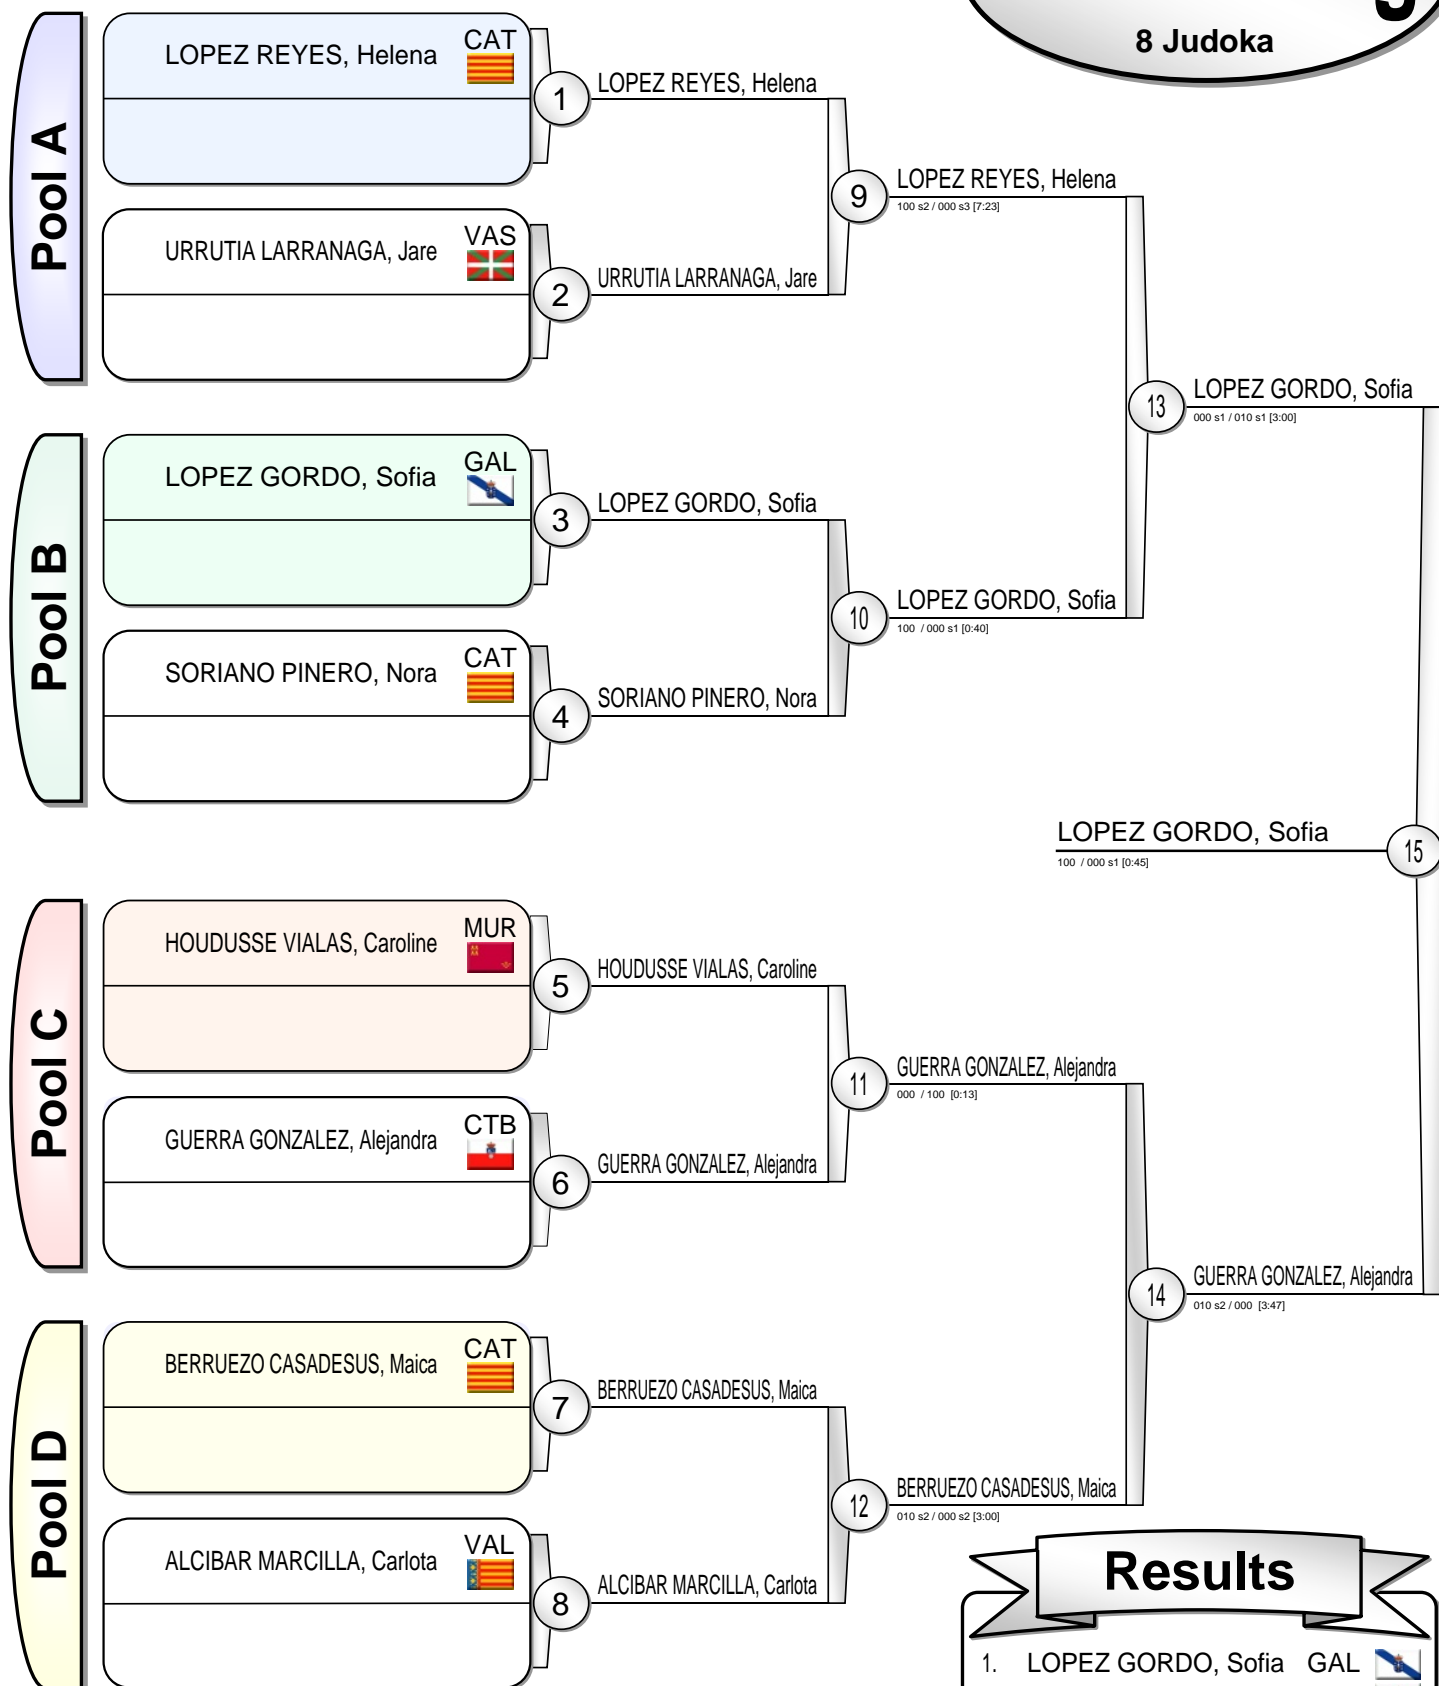 8 Judoka
Pool A
LOPEZ REYES, Helena CAT
URRUTIA LARRANAGA, Jare VAS
1
LOPEZ REYES, Helena
2
URRUTIA LARRANAGA, Jare
9
LOPEZ REYES, Helena
100 s2 / 000 s3 [7:23]
Pool B
LOPEZ GORDO, Sofia GAL
SORIANO PINERO, Nora CAT
3
LOPEZ GORDO, Sofia
4
SORIANO PINERO, Nora
10
LOPEZ GORDO, Sofia
100 / 000 s1 [0:40]
13
LOPEZ GORDO, Sofia
000 s1 / 010 s1 [3:00]
LOPEZ GORDO, Sofia
100 / 000 s1 [0:45]
15
Pool C
HOUDUSSE VIALAS, Caroline MUR
GUERRA GONZALEZ, Alejandra CTB
5
HOUDUSSE VIALAS, Caroline
6
GUERRA GONZALEZ, Alejandra
11
GUERRA GONZALEZ, Alejandra
000 / 100 [0:13]
14
GUERRA GONZALEZ, Alejandra
010 s2 / 000 [3:47]
Pool D
BERRUEZO CASADESUS, Maica CAT
ALCIBAR MARCILLA, Carlota VAL
7
BERRUEZO CASADESUS, Maica
8
ALCIBAR MARCILLA, Carlota
12
BERRUEZO CASADESUS, Maica
010 s2 / 000 s2 [3:00]
Results
1. LOPEZ GORDO, Sofia GAL